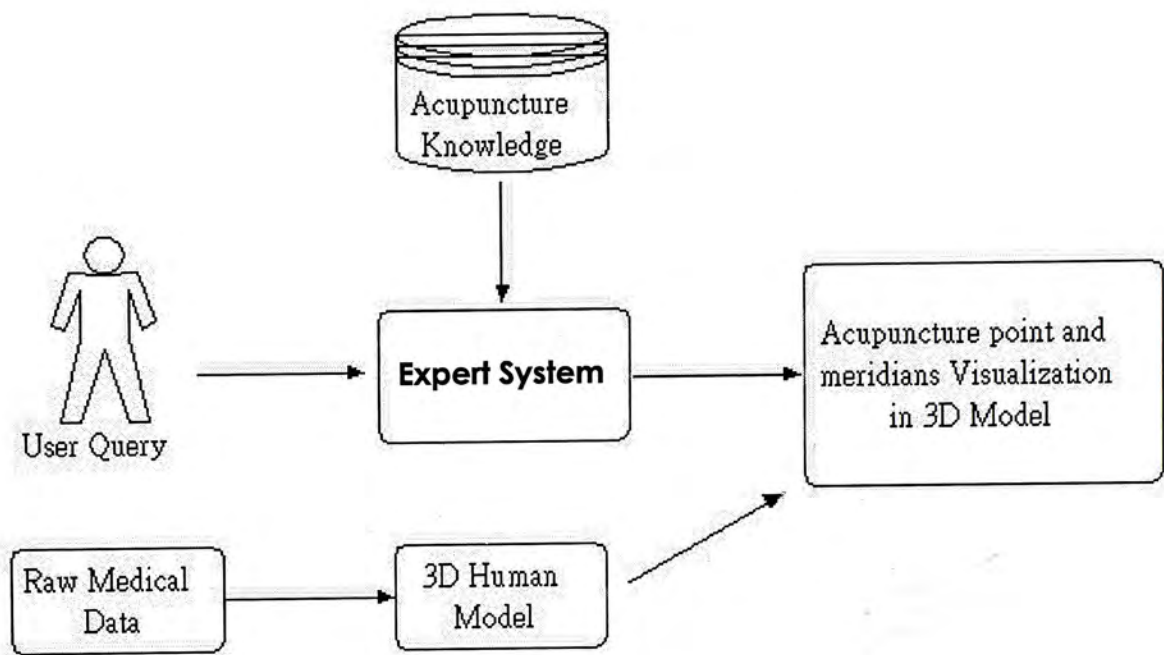 Acupuncture
Knowledge
User Query
Expert System
Acupuncture point and
meridians Visualization
in 3D Model
Raw Medical
Data
3D Human
Model